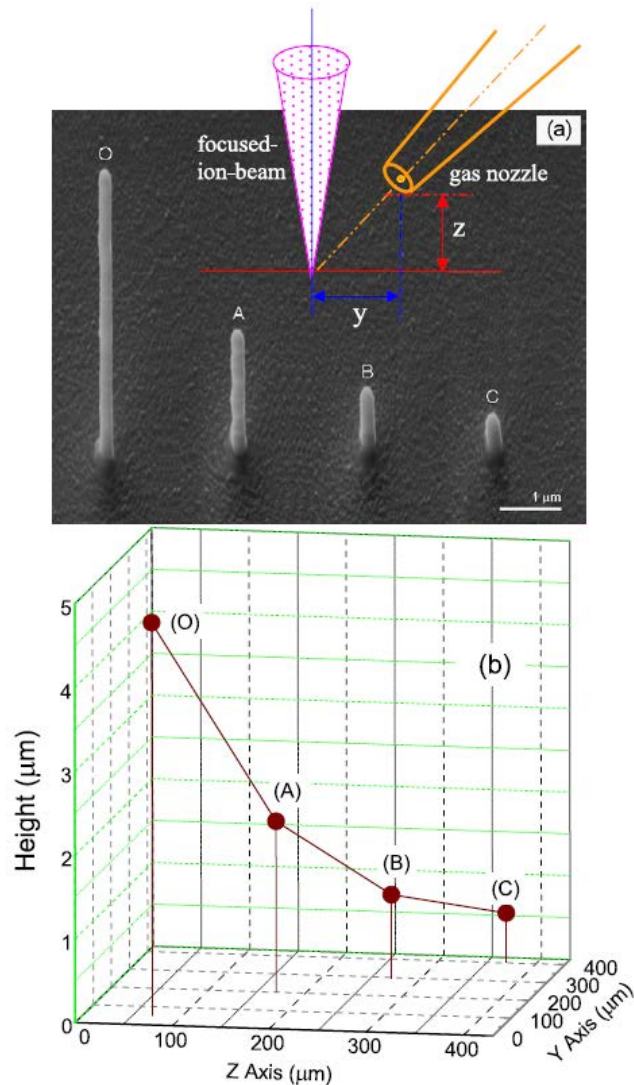 (a)
focused-
ion-beam
gas nozzle
O
z
y
A
B
C
1 μm
5
(O)
(b)
4
3
(A)
2
(B)
(C)
1
0
Height (μm)
0 100 200 300 400
Z Axis (μm)
0 100 200 300 400
Y Axis (μm)